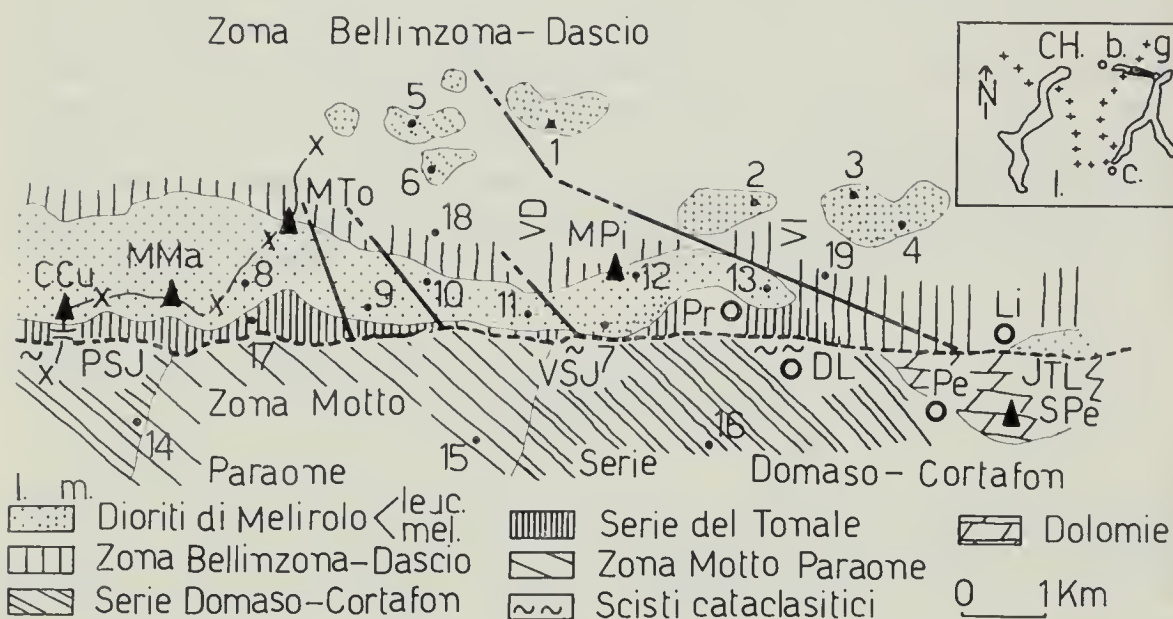 Zona Bellinzona-Dascio
CH. b. g
N
l. c.
5
1
6
MTo
2
3
4
18
VD
MPi
VI
MMa
8
12
19
CCu
10
13
9
11
Pr
Li
PSJ
17
VSJ
7
DL
Pe
JTL
SPe
Zona Motto
14
15
16
Paraone
Serie
Domaso-Cortafon
l. m.
Dioriti di Melirolo
leuc.
mel.
Serie del Tonale
Dolomie
Zona Bellinzona-Dascio
Zona Motto Paraone
Serie Domaso-Cortafon
Scisti cataclasitici
0 1 Km